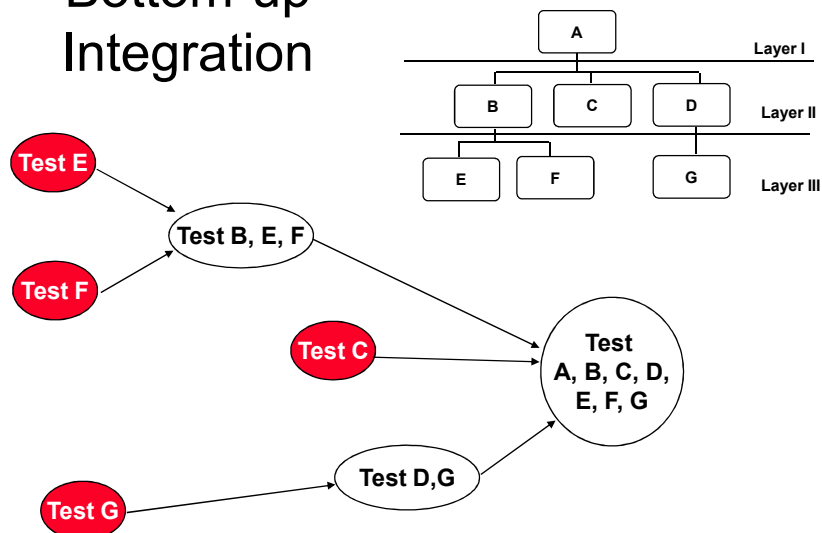 Bottom-up
Integration
A
Layer I
B
C
D
Layer II
E
F
G
Layer III
Test E
Test B, E, F
Test F
Test C
Test
A, B, C, D,
E, F, G
Test D,G
Test G